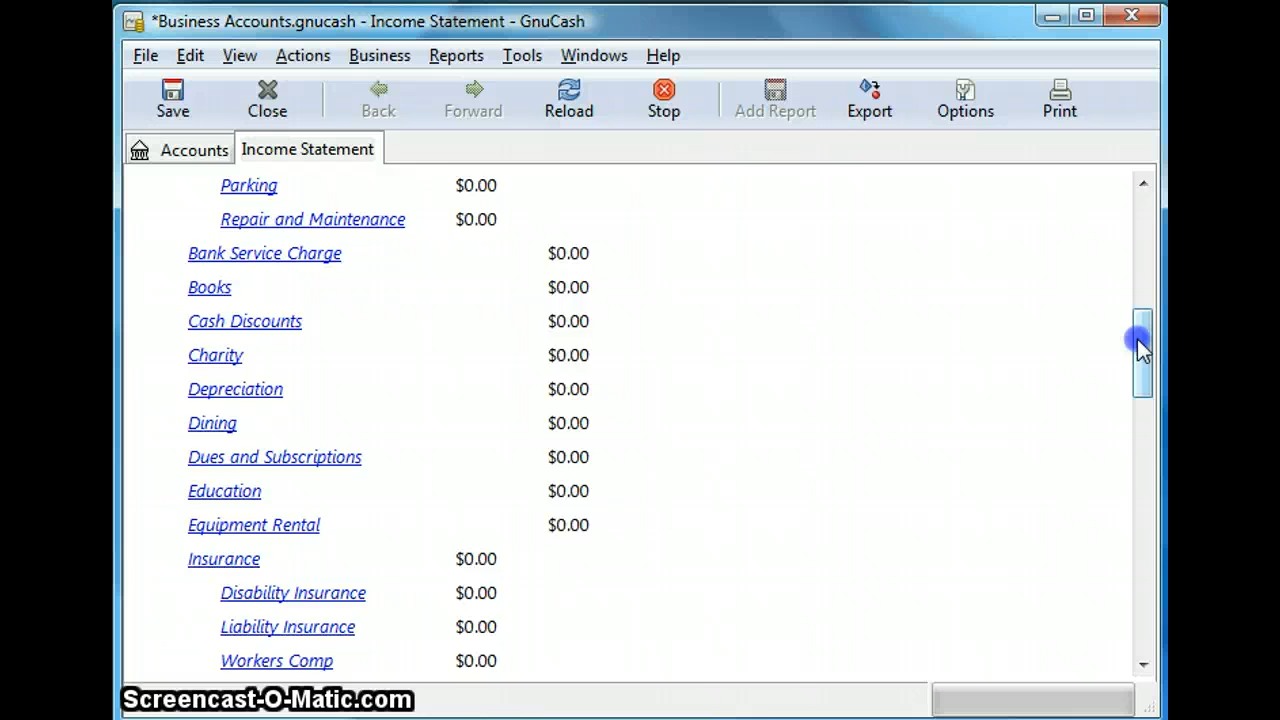 *Business Accounts.gnucash - Income Statement - GnuCash
File Edit View Actions Business Reports Tools Windows Help
Save Close Back Forward Reload Stop Add Report Export Options Print
Accounts Income Statement
Parking $0.00
Repair and Maintenance $0.00
Bank Service Charge $0.00
Books $0.00
Cash Discounts $0.00
Charity $0.00
Depreciation $0.00
Dining $0.00
Dues and Subscriptions $0.00
Education $0.00
Equipment Rental $0.00
Insurance $0.00
Disability Insurance $0.00
Liability Insurance $0.00
Workers Comp $0.00
Screencast-O-Matic.com